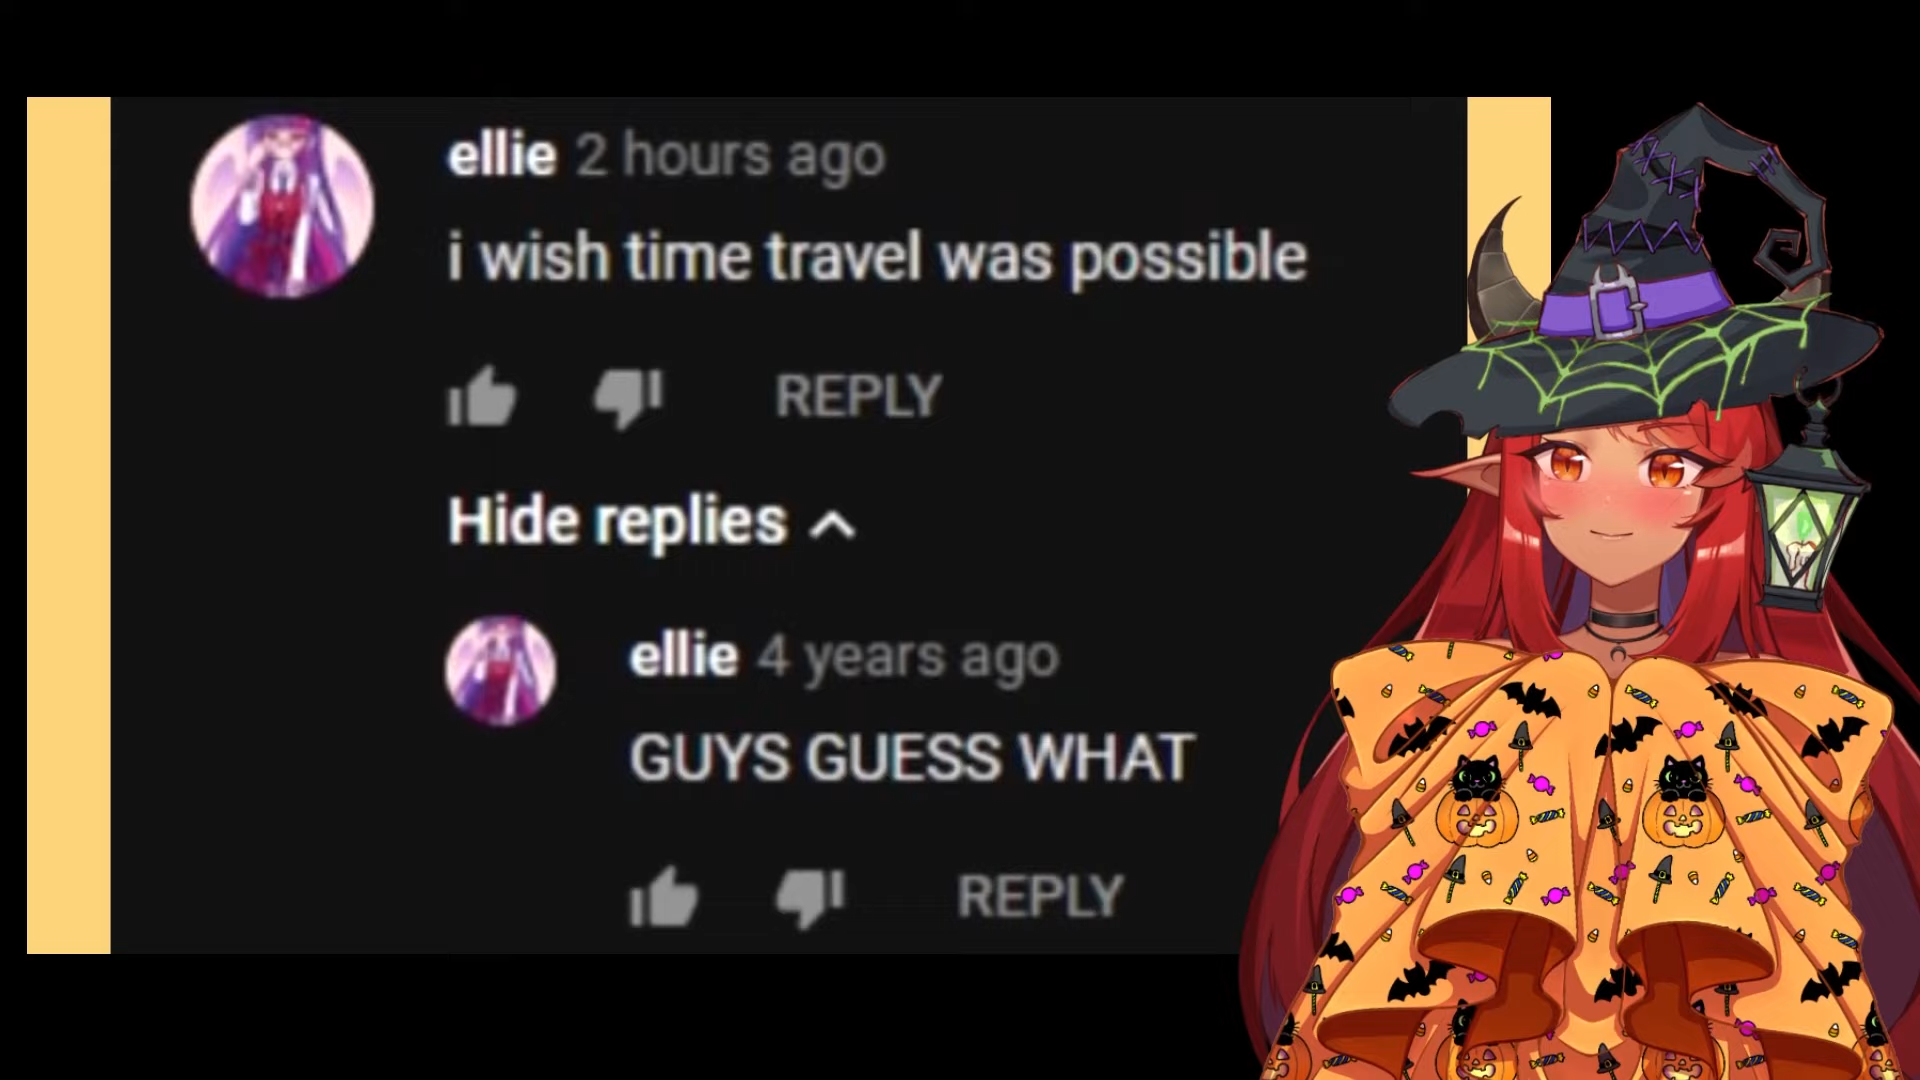 ellie 2 hours ago
i wish time travel was possible
REPLY
Hide replies
ellie 4 years ago
GUYS GUESS WHAT
REPLY